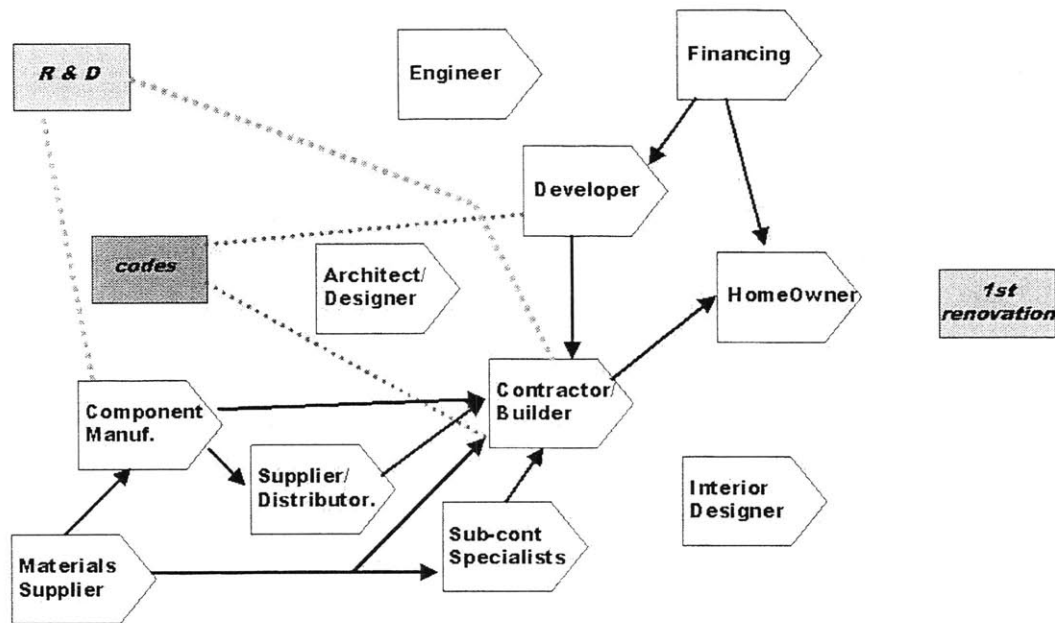 R & D
Engineer
Financing
Developer
codes
Architect/
Designer
HomeOwner
1st
renovation
Component
Manuf.
Contractor/
Builder
Supplier/
Distributor.
Interior
Designer
Materials
Supplier
Sub-cont
Specialists